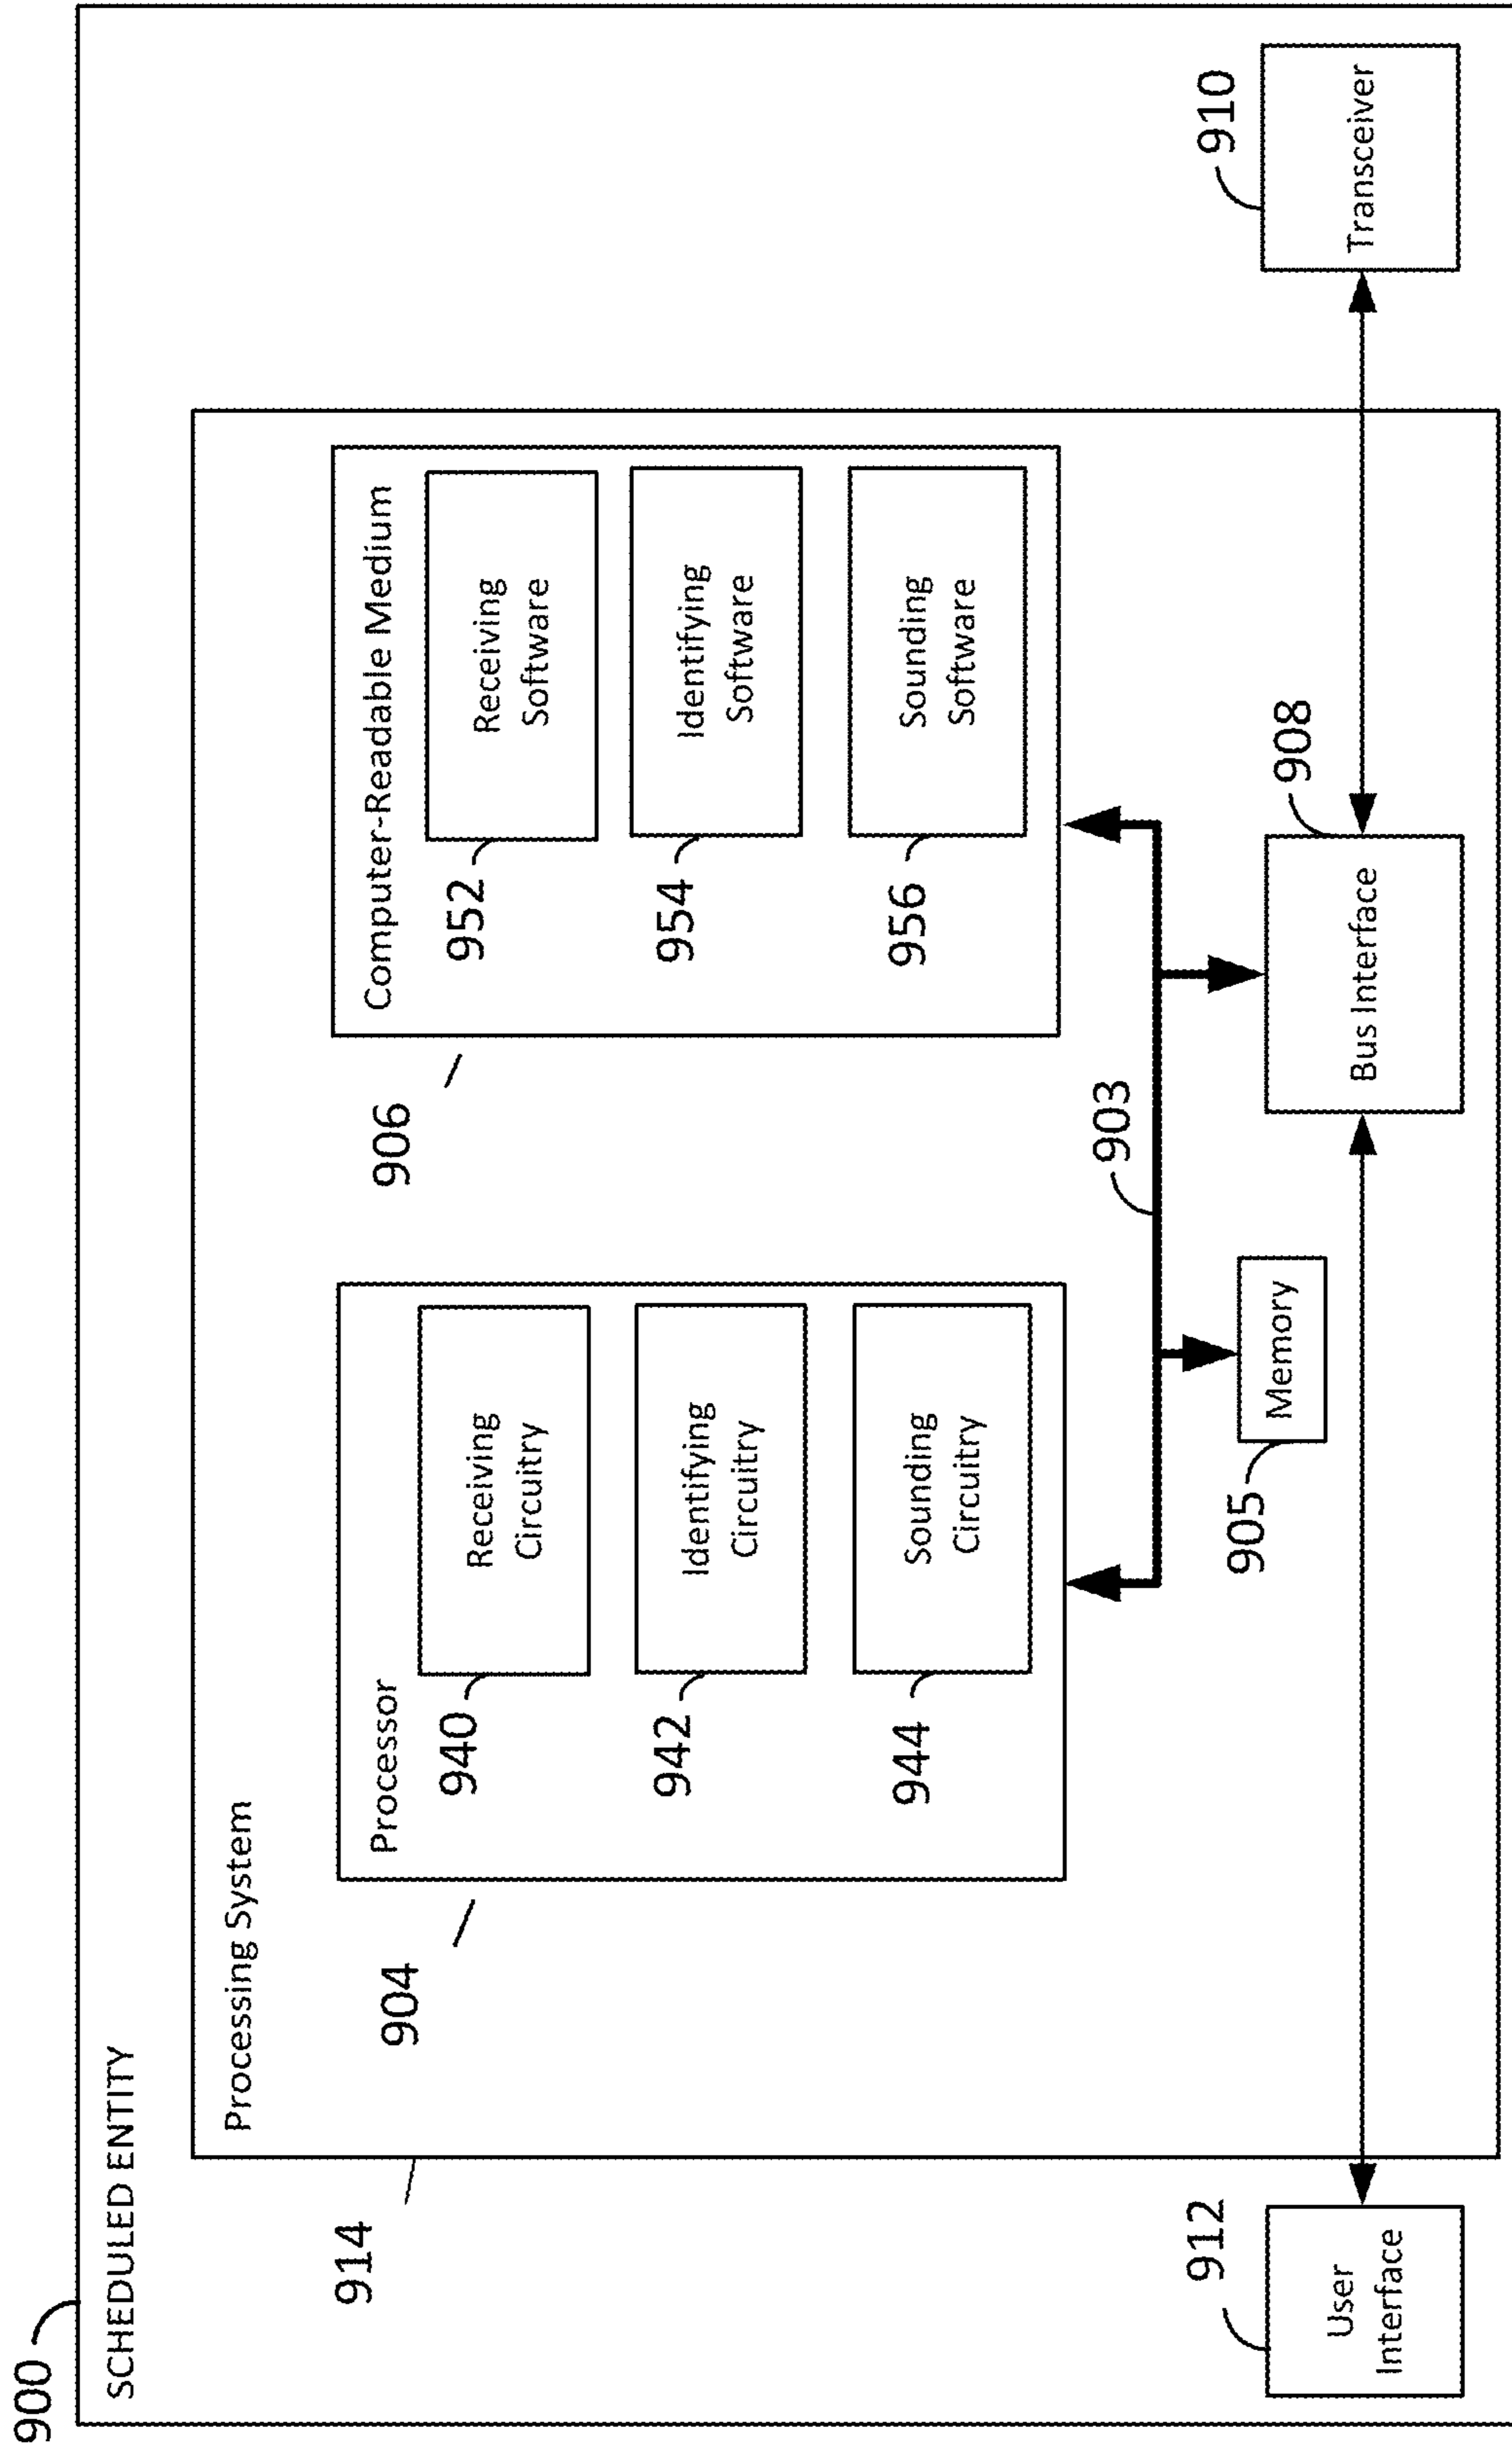 900
SCHEDULED ENTITY
914
Processing System
904
Processor
940
Receiving
Circuitry
942
Identifying
Circuitry
944
Sounding
Circuitry
906
Computer-Readable Medium
952
Receiving
Software
954
Identifying
Software
956
Sounding
Software
903
905
Memory
908
Bus Interface
912
User
Interface
910
Transceiver